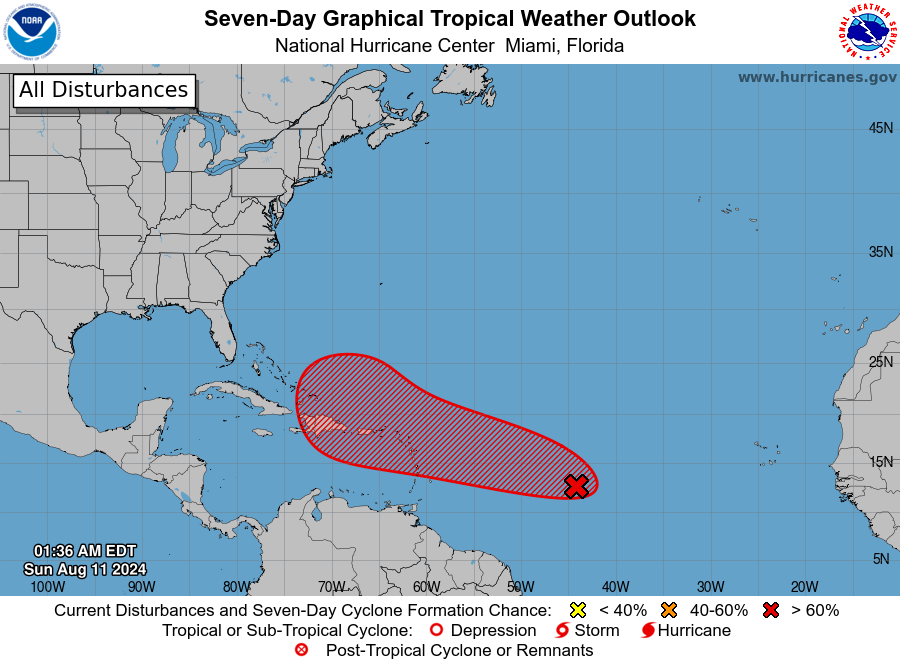 Seven-Day Graphical Tropical Weather Outlook
National Hurricane Center Miami, Florida
NOAA
NATIONAL WEATHER SERVICE
All Disturbances
www.hurricanes.gov
45N
35N
25N
15N
5N
01:36 AM EDT
Sun Aug 11 2024
100W 90W 80W 70W 60W 50W 40W 30W 20W
Current Disturbances and Seven-Day Cyclone Formation Chance: < 40% 40-60% > 60%
Tropical or Sub-Tropical Cyclone: Depression Storm Hurricane
Post-Tropical Cyclone or Remnants